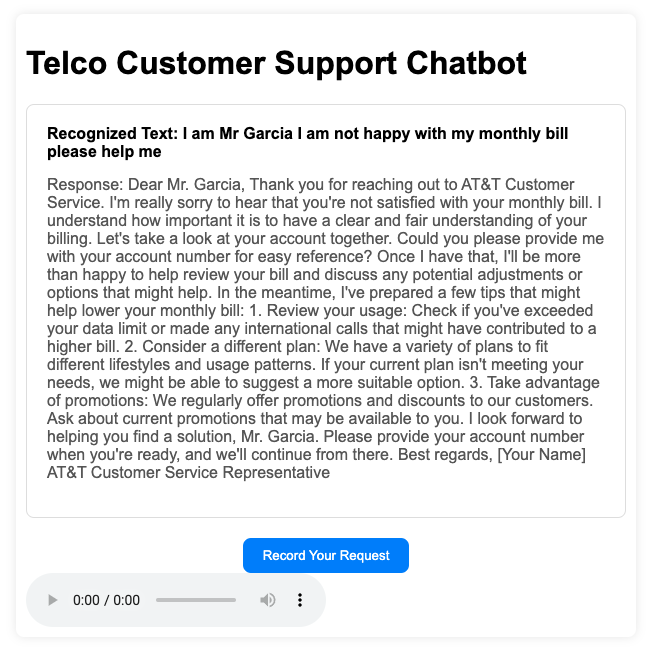 Telco Customer Support Chatbot
Recognized Text: I am Mr Garcia I am not happy with my monthly bill
please help me
Response: Dear Mr. Garcia, Thank you for reaching out to AT&T Customer
Service. I'm really sorry to hear that you're not satisfied with your monthly bill. I
understand how important it is to have a clear and fair understanding of your
billing. Let's take a look at your account together. Could you please provide me
with your account number for easy reference? Once I have that, I'll be more
than happy to help review your bill and discuss any potential adjustments or
options that might help. In the meantime, I've prepared a few tips that might
help lower your monthly bill: 1. Review your usage: Check if you've exceeded
your data limit or made any international calls that might have contributed to a
higher bill. 2. Consider a different plan: We have a variety of plans to fit
different lifestyles and usage patterns. If your current plan isn't meeting your
needs, we might be able to suggest a more suitable option. 3. Take advantage
of promotions: We regularly offer promotions and discounts to our customers.
Ask about current promotions that may be available to you. I look forward to
helping you find a solution, Mr. Garcia. Please provide your account number
when you're ready, and we'll continue from there. Best regards, [Your Name]
AT&T Customer Service Representative
Record Your Request
0:00 / 0:00